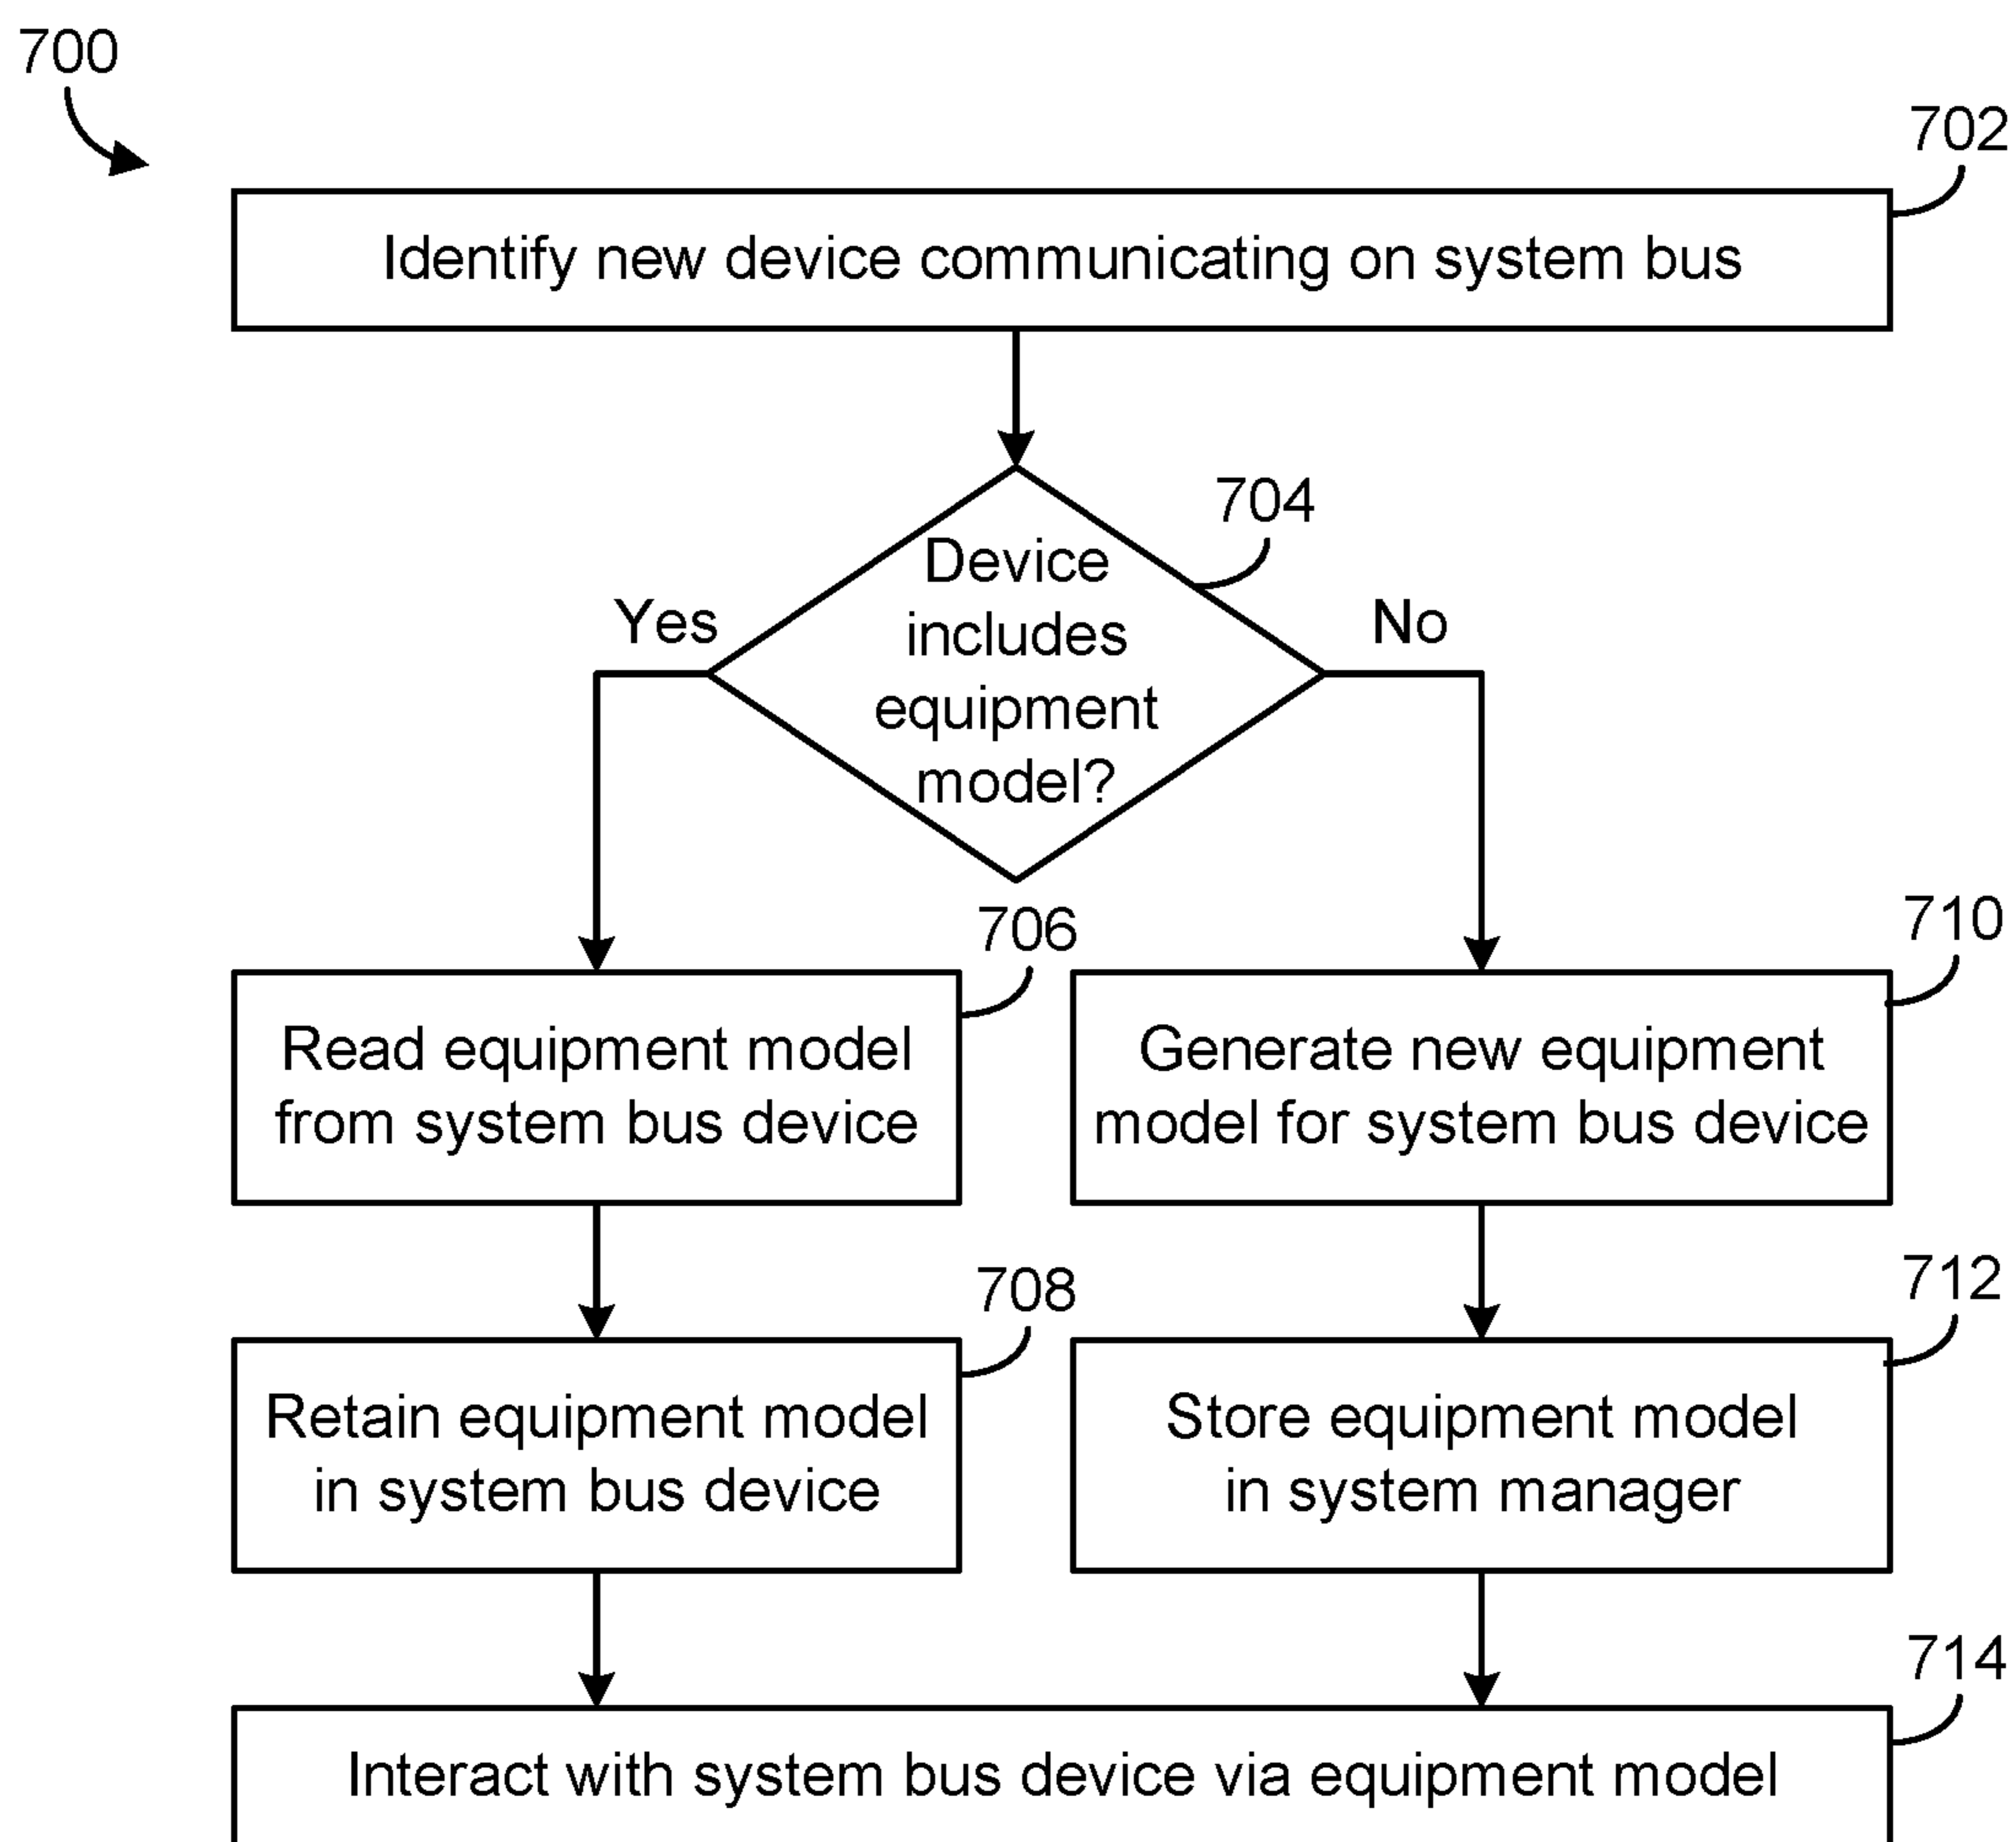 700
702
Identify new device communicating on system bus
704
Device
includes
equipment
model?
Yes
No
706
710
Read equipment model
from system bus device
Generate new equipment
model for system bus device
708
712
Retain equipment model
in system bus device
Store equipment model
in system manager
714
Interact with system bus device via equipment model